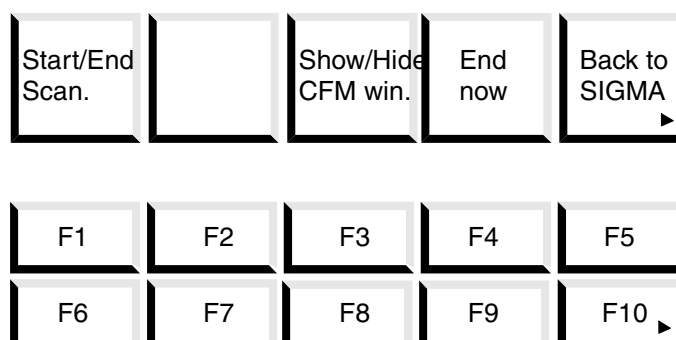 Start/End
Scan.
Show/Hide
CFM win.
End
now
Back to
SIGMA
F1
F2
F3
F4
F5
F6
F7
F8
F9
F10